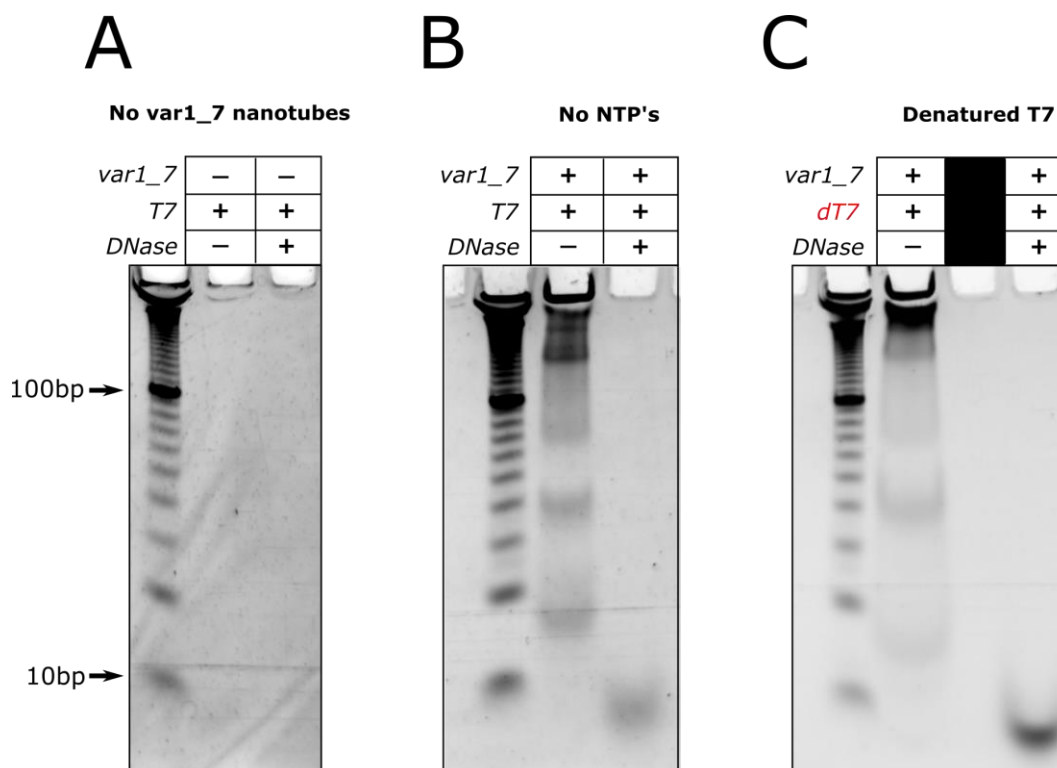 A B C
No var1_7 nanotubes No NTP's Denatured T7
var1_7 − − var1_7 + + var1_7 + +
T7 + + T7 + + dT7 + +
DNase − + DNase − + DNase − +
100bp
10bp